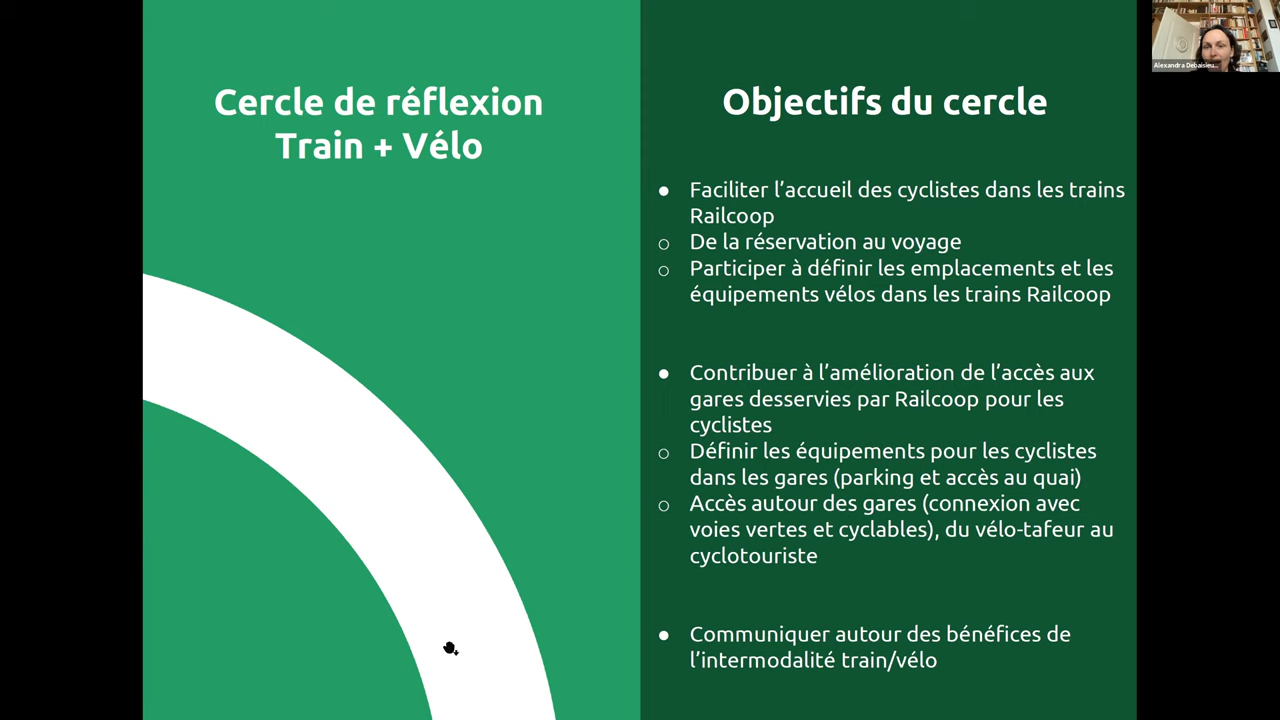 Cercle de réflexion
Train + Vélo
Objectifs du cercle
● Faciliter l’accueil des cyclistes dans les trains
Railcoop
○ De la réservation au voyage
○ Participer à définir les emplacements et les
équipements vélos dans les trains Railcoop
● Contribuer à l’amélioration de l’accès aux
gares desservies par Railcoop pour les
cyclistes
○ Définir les équipements pour les cyclistes
dans les gares (parking et accès au quai)
○ Accès autour des gares (connexion avec
voies vertes et cyclables), du vélo-tafeur au
cyclotouriste
● Communiquer autour des bénéfices de
l’intermodalité train/vélo
Alexandra Debaisieu...